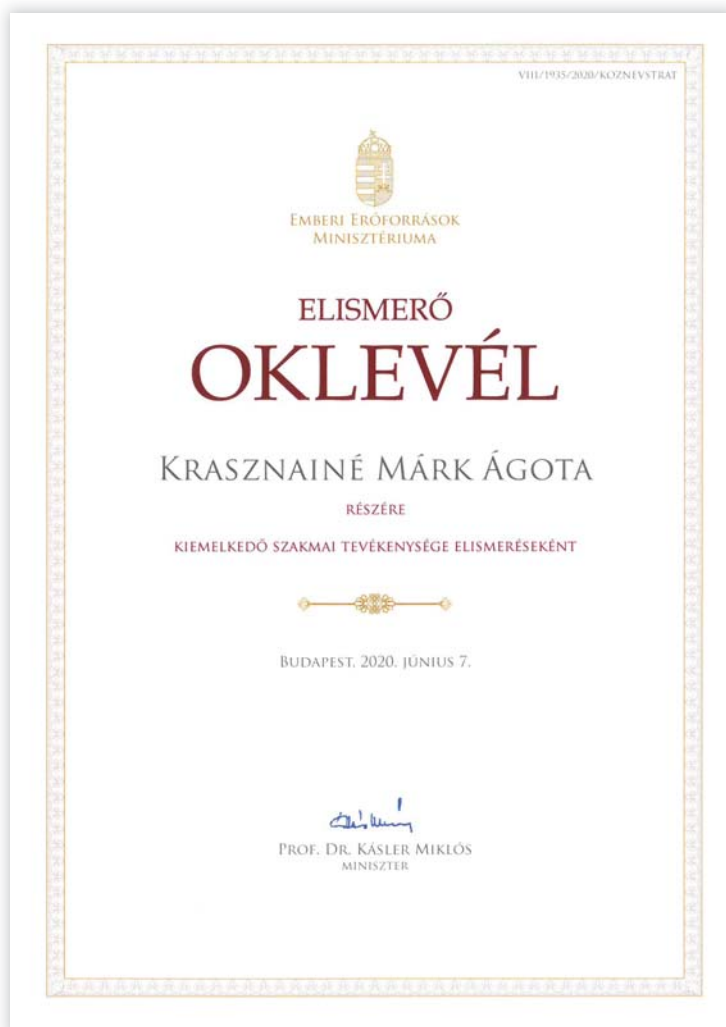 VIII/1935/2020/KOZNEVSTRAT
EMBERI ERŐFORRÁSOK
MINISZTÉRIUMA
ELISMERŐ
OKLEVÉL
KRASZNAINÉ MÁRK ÁGOTA
RÉSZÉRE
KIEMELKEDŐ SZAKMAI TEVÉKENYSÉGE ELISMERÉSEKÉNT
BUDAPEST, 2020. JÚNIUS 7.
PROF. DR. KÁSLER MIKLÓS
MINISZTER